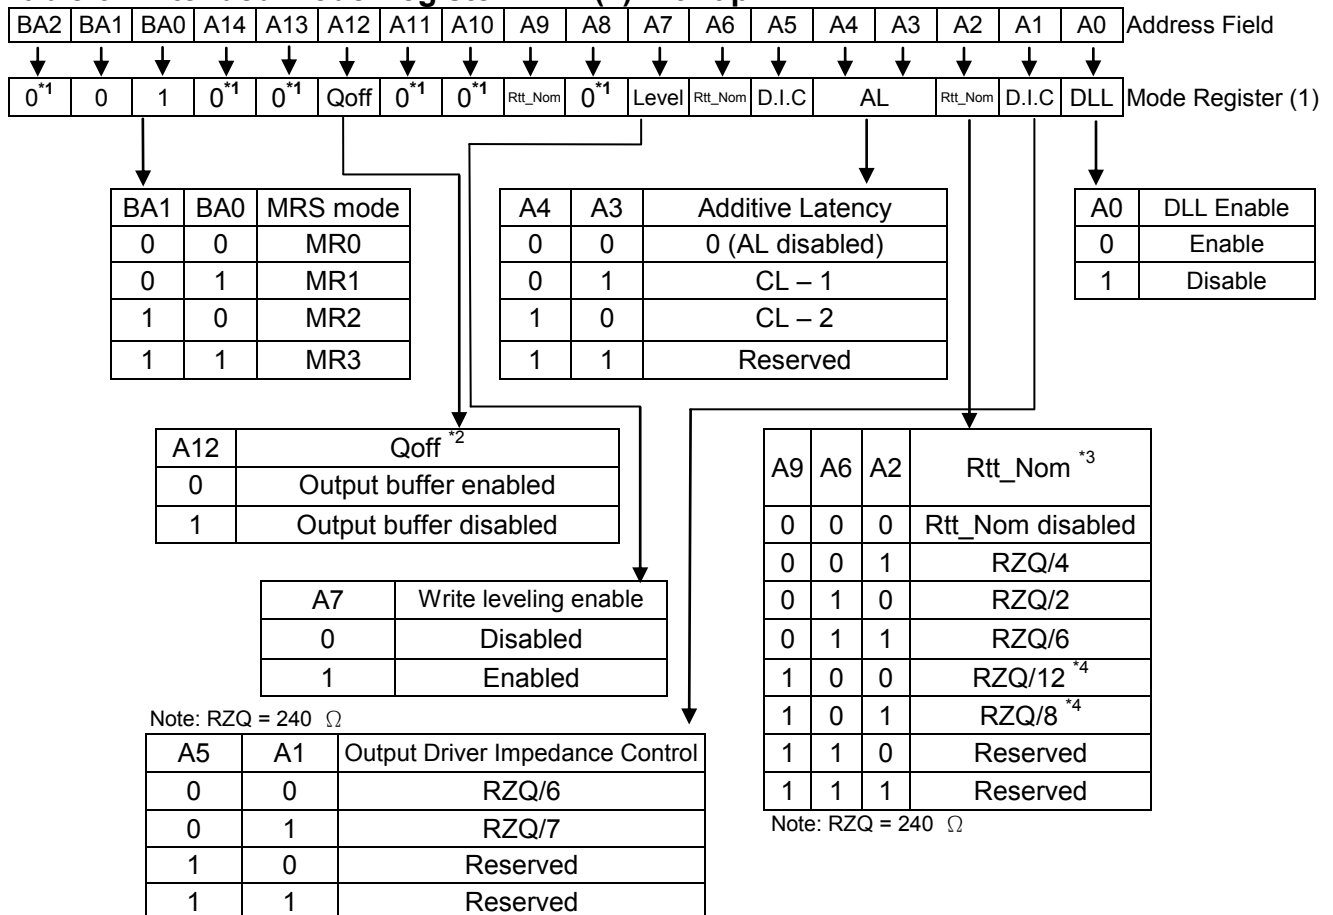 BA2 BA1 BA0 A14 A13 A12 A11 A10 A9 A8 A7 A6 A5 A4 A3 A2 A1 A0 Address Field
0*1 0 1 0*1 0*1 Qoff 0*1 0*1 Rtt_Nom 0*1 Level Rtt_Nom D.I.C AL Rtt_Nom D.I.C DLL Mode Register (1)
BA1 BA0 MRS mode
0 0 MR0
0 1 MR1
1 0 MR2
1 1 MR3
A4 A3 Additive Latency
0 0 0 (AL disabled)
0 1 CL – 1
1 0 CL – 2
1 1 Reserved
A0 DLL Enable
0 Enable
1 Disable
A12 Qoff *2
0 Output buffer enabled
1 Output buffer disabled
A9 A6 A2 Rtt_Nom *3
0 0 0 Rtt_Nom disabled
0 0 1 RZQ/4
0 1 0 RZQ/2
0 1 1 RZQ/6
1 0 0 RZQ/12 *4
1 0 1 RZQ/8 *4
1 1 0 Reserved
1 1 1 Reserved
Note: RZQ = 240 Ω
A7 Write leveling enable
0 Disabled
1 Enabled
Note: RZQ = 240 Ω
A5 A1 Output Driver Impedance Control
0 0 RZQ/6
0 1 RZQ/7
1 0 Reserved
1 1 Reserved